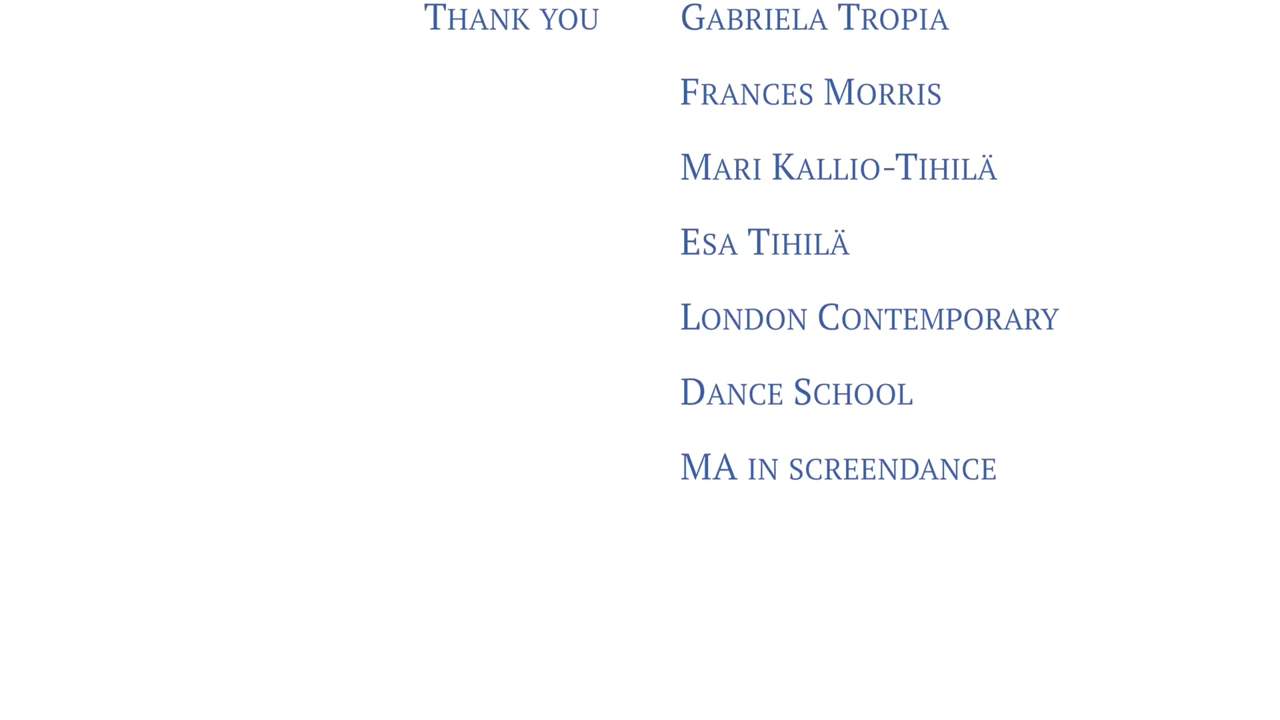 Thank you Gabriela Tropia
Frances Morris
Mari Kallio-Tihilä
Esa Tihilä
London Contemporary
Dance School
MA in screendance